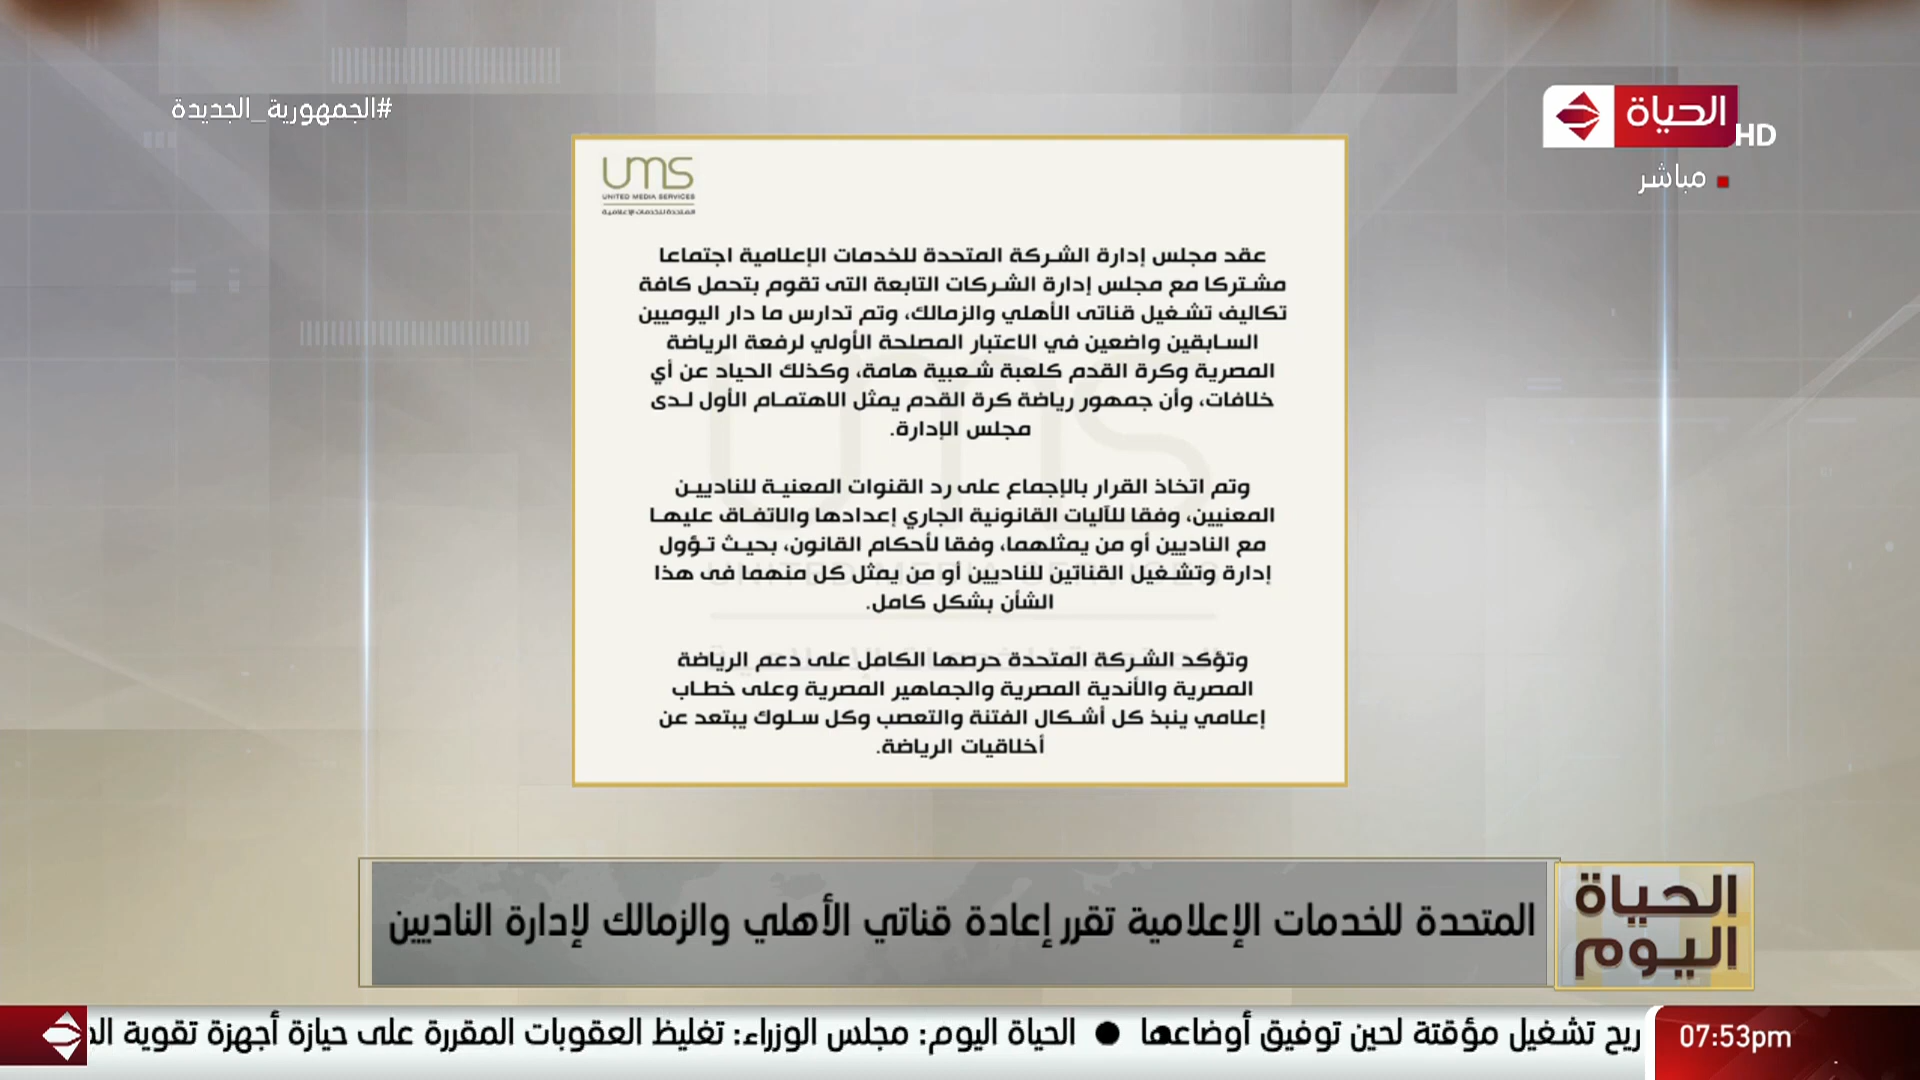 #الجمهورية_الجديدة
الحياة
HD
مباشر
UMS
UNITED MEDIA SERVICES
المتحدة للخدمات الإعلامية
عقد مجلس إدارة الشركة المتحدة للخدمات الإعلامية اجتماعا
مشتركا مع مجلس إدارة الشركات التابعة التى تقوم بتحمل كافة
تكاليف تشغيل قناتى الأهلي والزمالك، وتم تدارس ما دار اليوميين
السابقين واضعين في الاعتبار المصلحة الأولي لرفعة الرياضة
المصرية وكرة القدم كلعبة شعبية هامة، وكذلك الحياد عن أي
خلافات، وأن جمهور رياضة كرة القدم يمثل الاهتمام الأول لدى
مجلس الإدارة.
وتم اتخاذ القرار بالإجماع على رد القنوات المعنية للناديين
المعنيين، وفقا للآليات القانونية الجاري إعدادها والاتفاق عليها
مع الناديين أو من يمثلهما، وفقا لأحكام القانون، بحيث تؤول
إدارة وتشغيل القناتين للناديين أو من يمثل كل منهما فى هذا
الشأن بشكل كامل.
وتؤكد الشركة المتحدة حرصها الكامل على دعم الرياضة
المصرية والأندية المصرية والجماهير المصرية وعلى خطاب
إعلامي ينبذ كل أشكال الفتنة والتعصب وكل سلوك يبتعد عن
أخلاقيات الرياضة.
الحياة
اليوم
المتحدة للخدمات الإعلامية تقرر إعادة قناتي الأهلي والزمالك لإدارة الناديين
07:53pm
ريح تشغيل مؤقتة لحين توفيق أوضاعها ● الحياة اليوم: مجلس الوزراء: تغليظ العقوبات المقررة على حيازة أجهزة تقوية